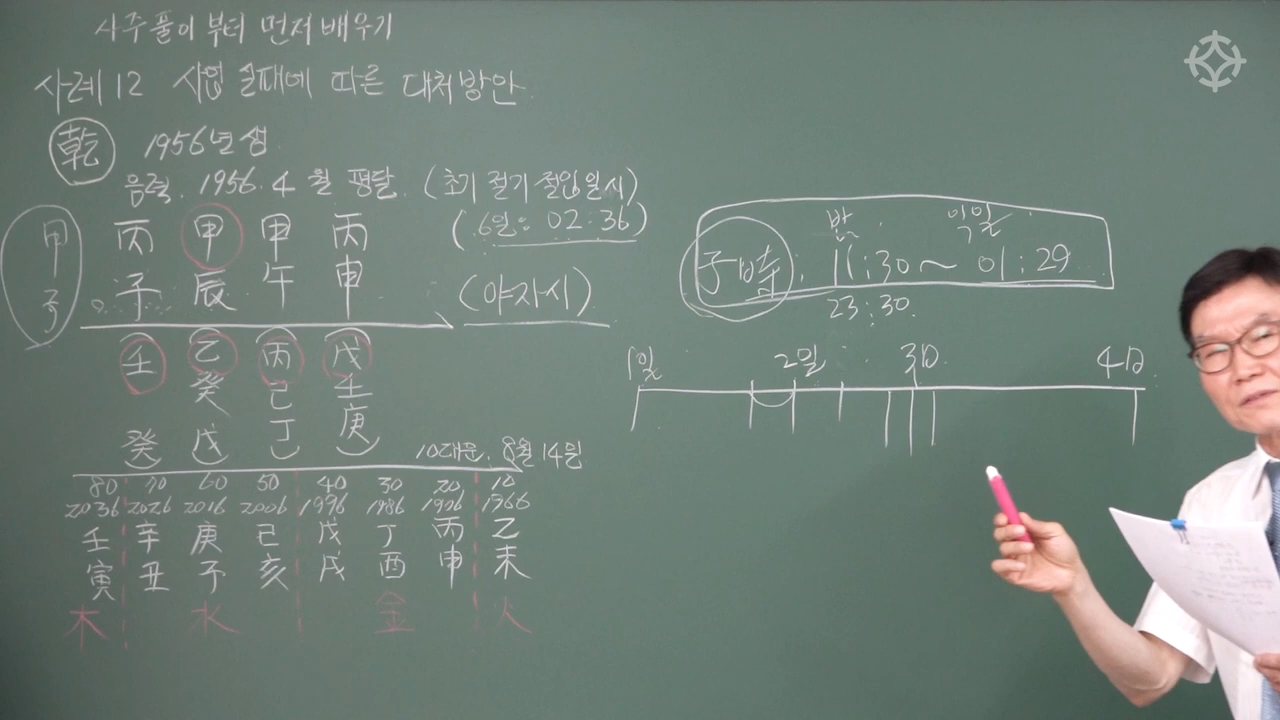 사주풀이 부터 먼저 배우기
사례 12 사업 실패에 따른 대처방안
乾 1956년생
음력. 1956. 4월 평달. (초기 절기 절입일시)
(6일: 02:36)
甲 丙 甲 甲 丙
子 子 辰 午 申
(야자시)
壬 乙 丙 戊
癸 己 壬
癸 戊 丁 庚
10대운. 8월 14일
80 70 60 50 40 30 20 10
2036 2026 2016 2006 1996 1986 1976 1966
壬 辛 庚 己 戊 丁 丙 乙
寅 丑 子 亥 戌 酉 申 未
木 水 金 火
밤 익일
子時. 11:30 ~ 01:29
23:30.
1일 2일 3일 4일